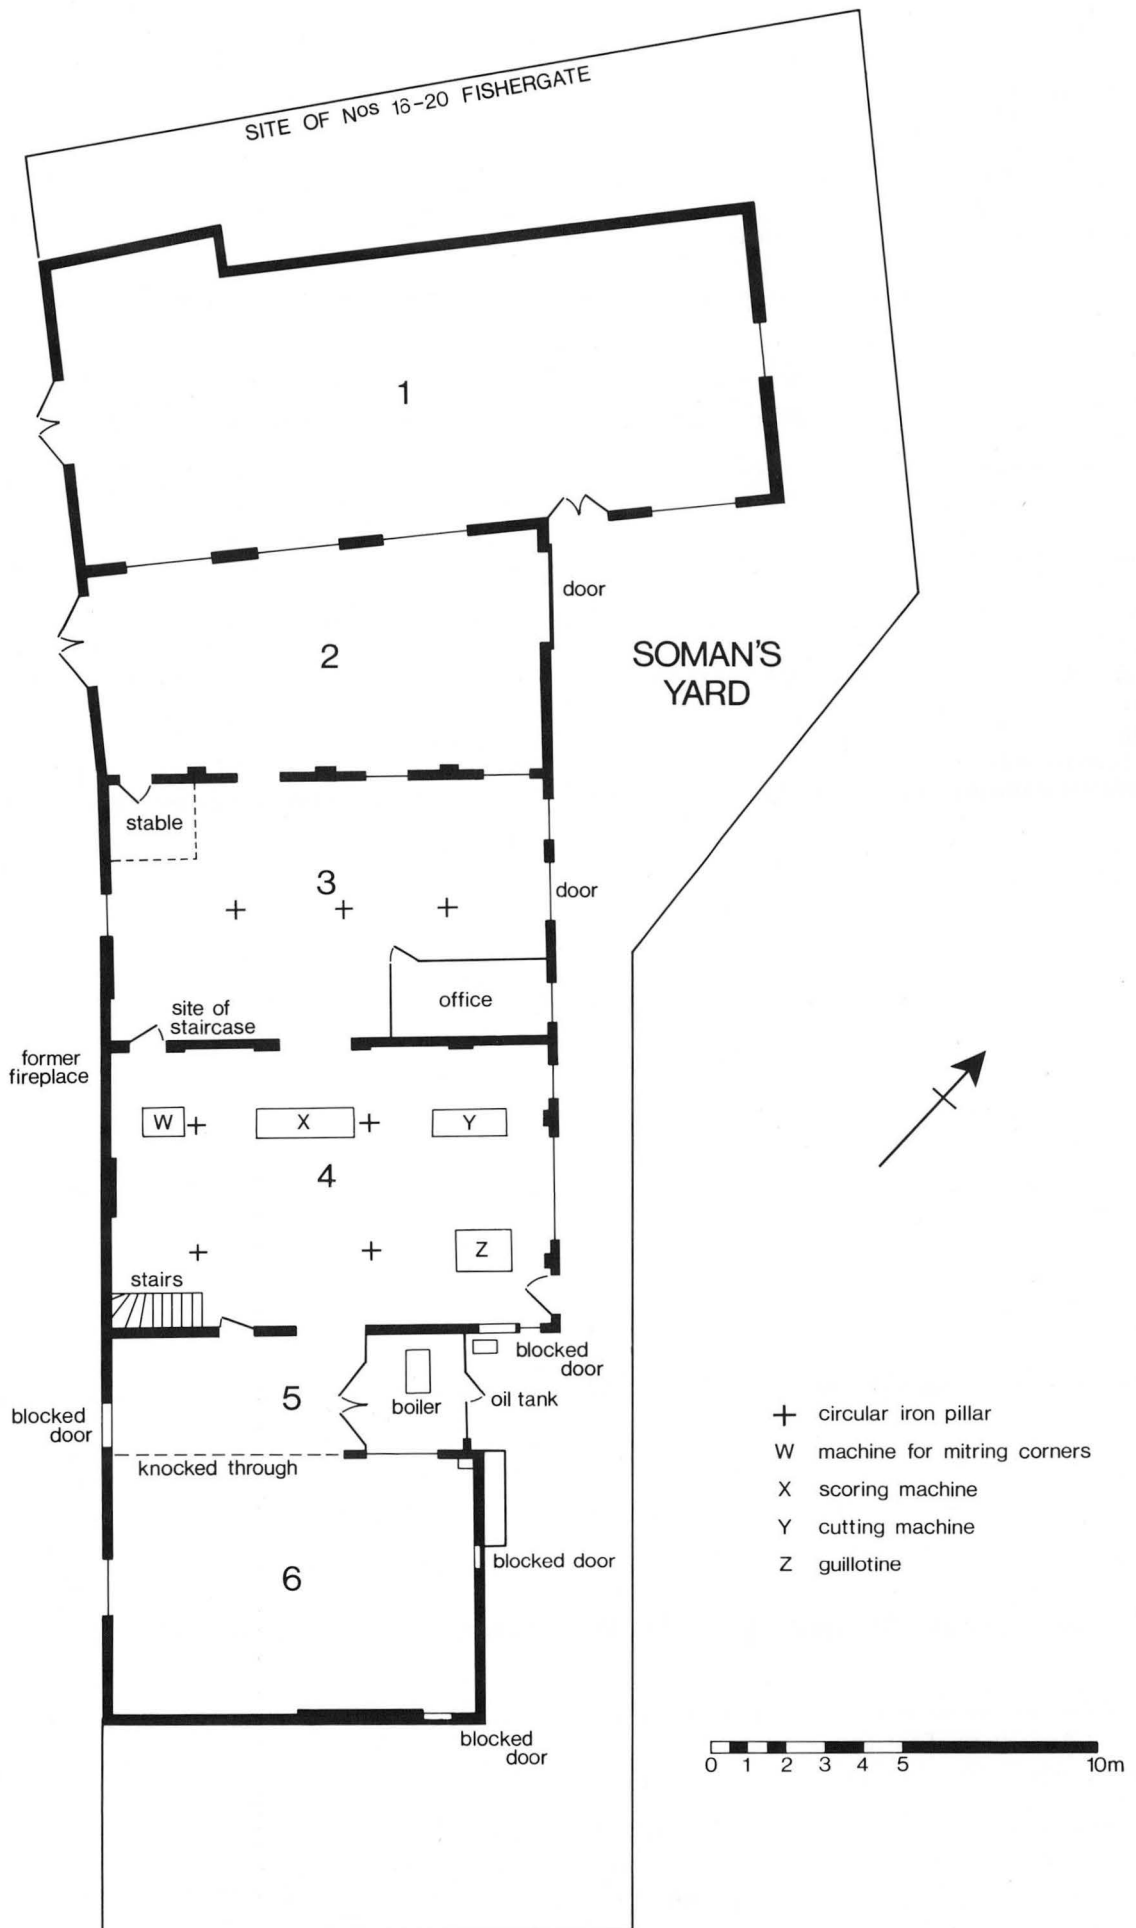 SITE OF Nos 16-20 FISHERGATE
1
door
2
SOMAN'S
YARD
stable
3
door
office
site of
staircase
former
fireplace
W
X
Y
4
Z
stairs
blocked
door
5
boiler
oil tank
blocked
door
knocked through
blocked door
6
blocked
door
+ circular iron pillar
W machine for mitring corners
X scoring machine
Y cutting machine
Z guillotine
0 1 2 3 4 5 10m